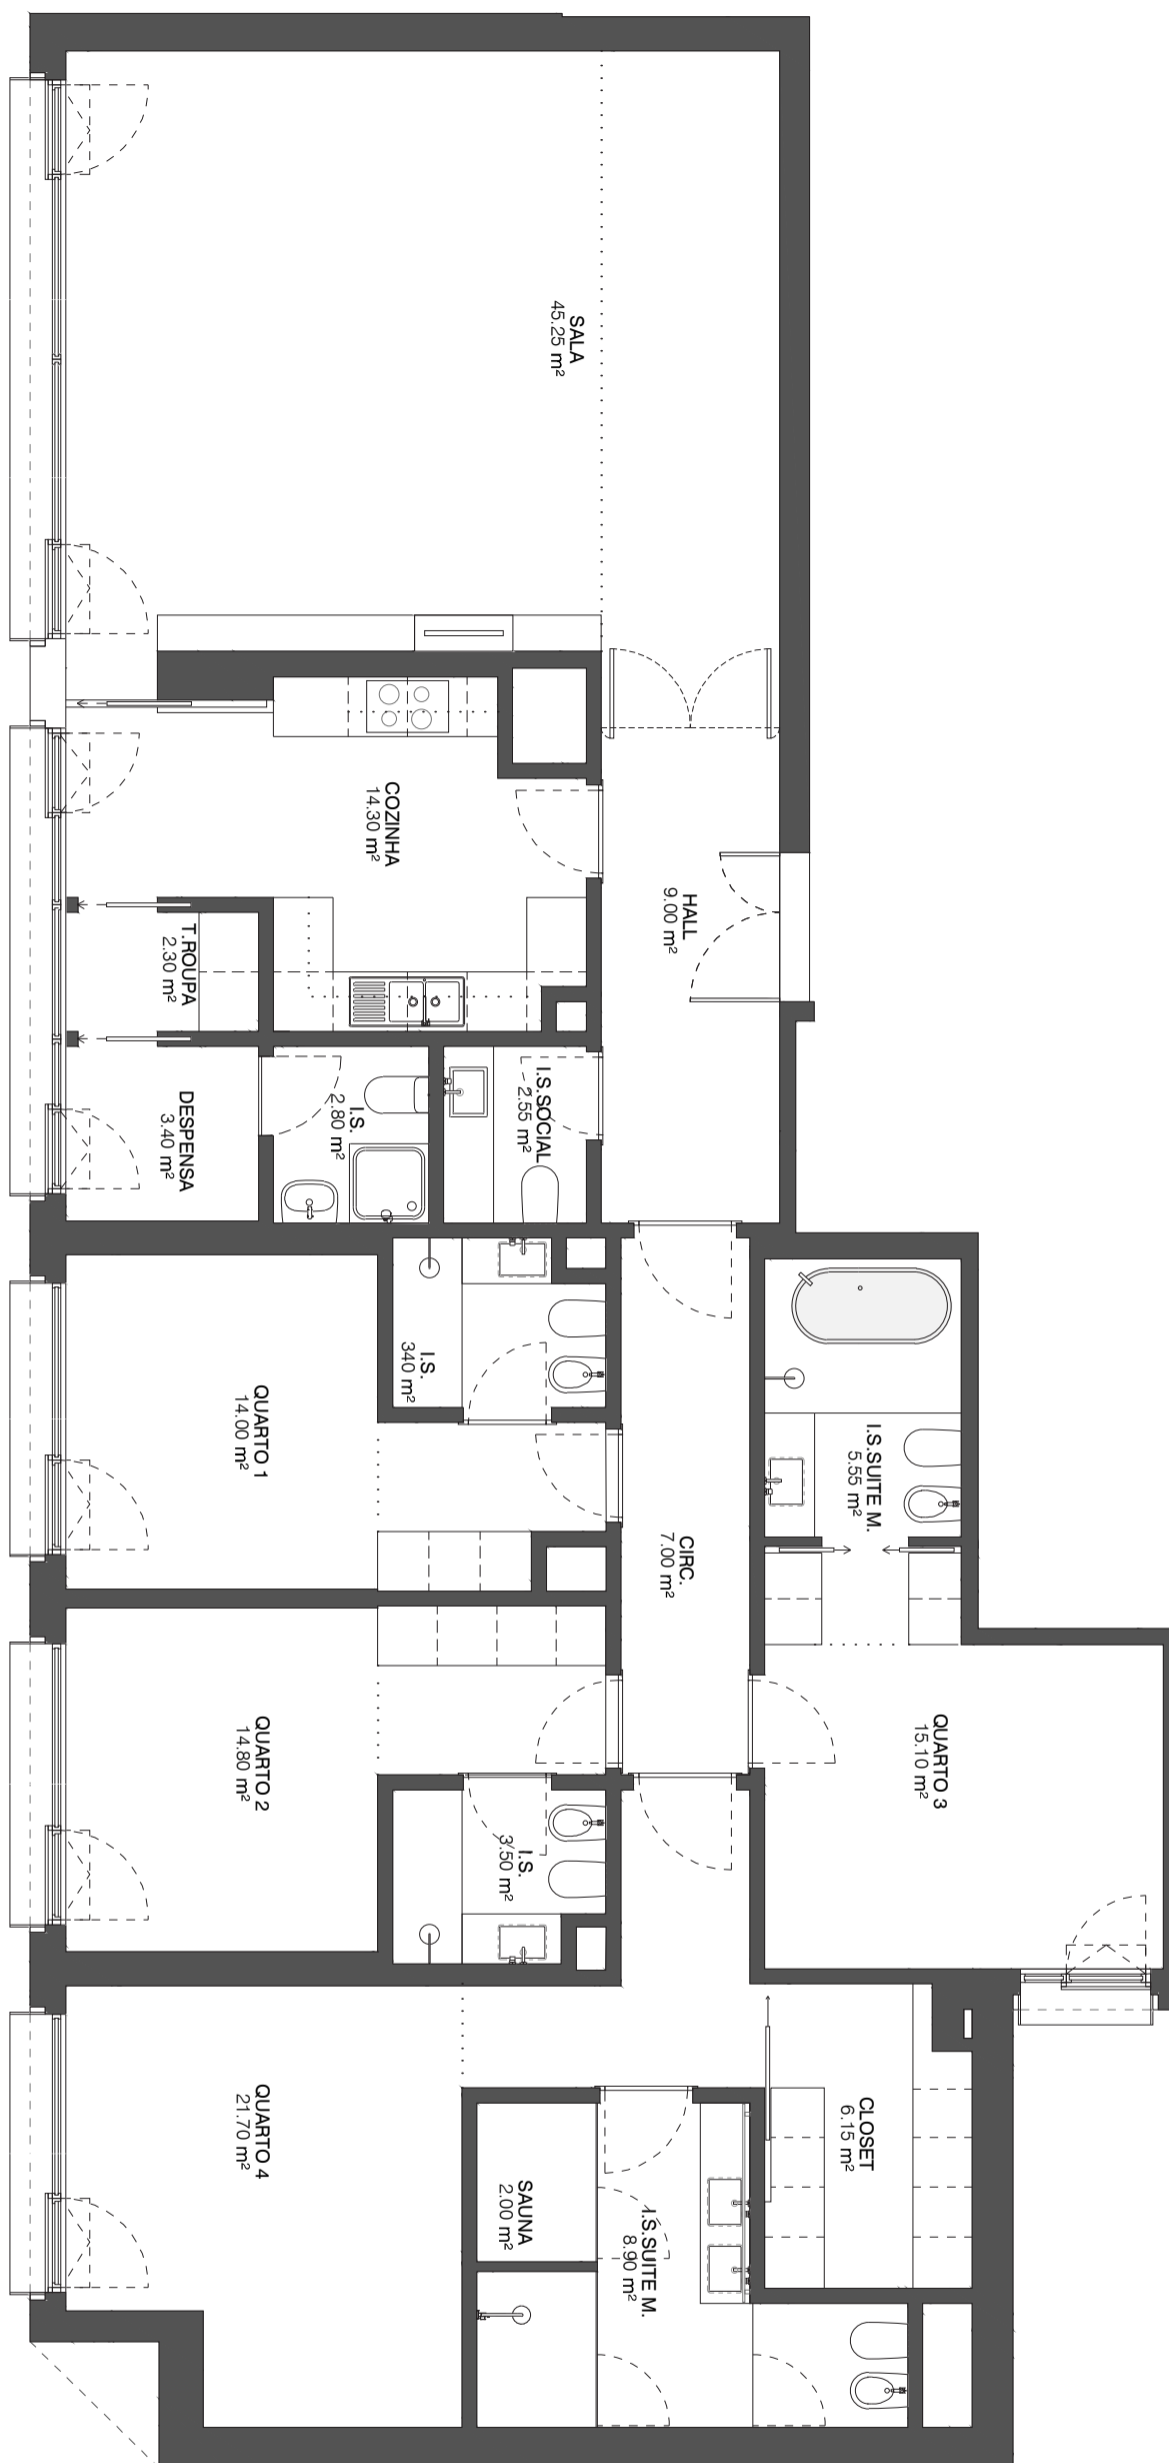 SALA
45.25 m²
COZINHA
14.30 m²
HALL
9.00 m²
T.ROUPA
2.30 m²
DESPENSA
3.40 m²
I.S.
2.80 m²
I.S.SOCIAL
2.55 m²
I.S.
340 m²
QUARTO 1
14.00 m²
I.S.SUITE M.
5.55 m²
CIRC.
7.00 m²
QUARTO 2
14.80 m²
I.S.
3.50 m²
QUARTO 3
15.10 m²
QUARTO 4
21.70 m²
CLOSET
6.15 m²
SAUNA
2.00 m²
I.S.SUITE M.
8.90 m²